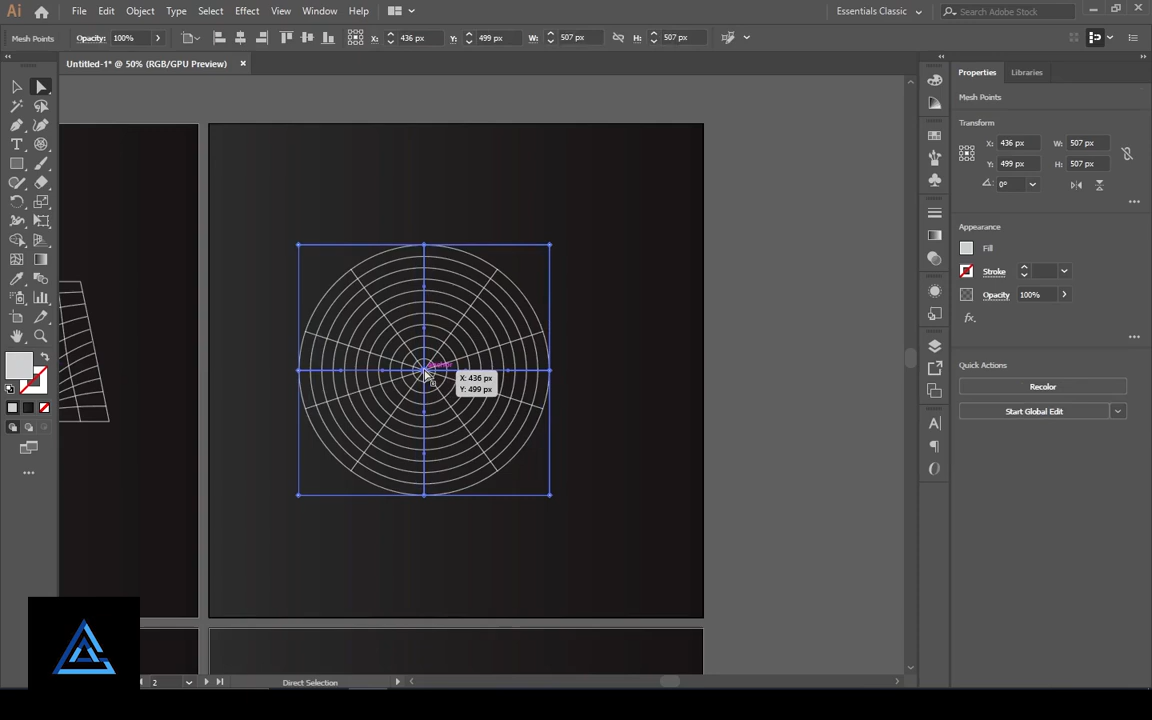 Ai File Edit Object Type Select Effect View Window Help Essentials Classic Search Adobe Stock
Mesh Points Opacity: 100% X: 436 px Y: 499 px W: 507 px H: 507 px
Untitled-1* @ 50% (RGB/GPU Preview)
Properties Libraries
Mesh Points
Transform
X: 436 px W: 507 px
Y: 499 px H: 507 px
0°
Appearance
Fill
Stroke
Opacity 100%
fx.
Quick Actions
Recolor
Start Global Edit
anchor
X: 436 px
Y: 499 px
2 Direct Selection